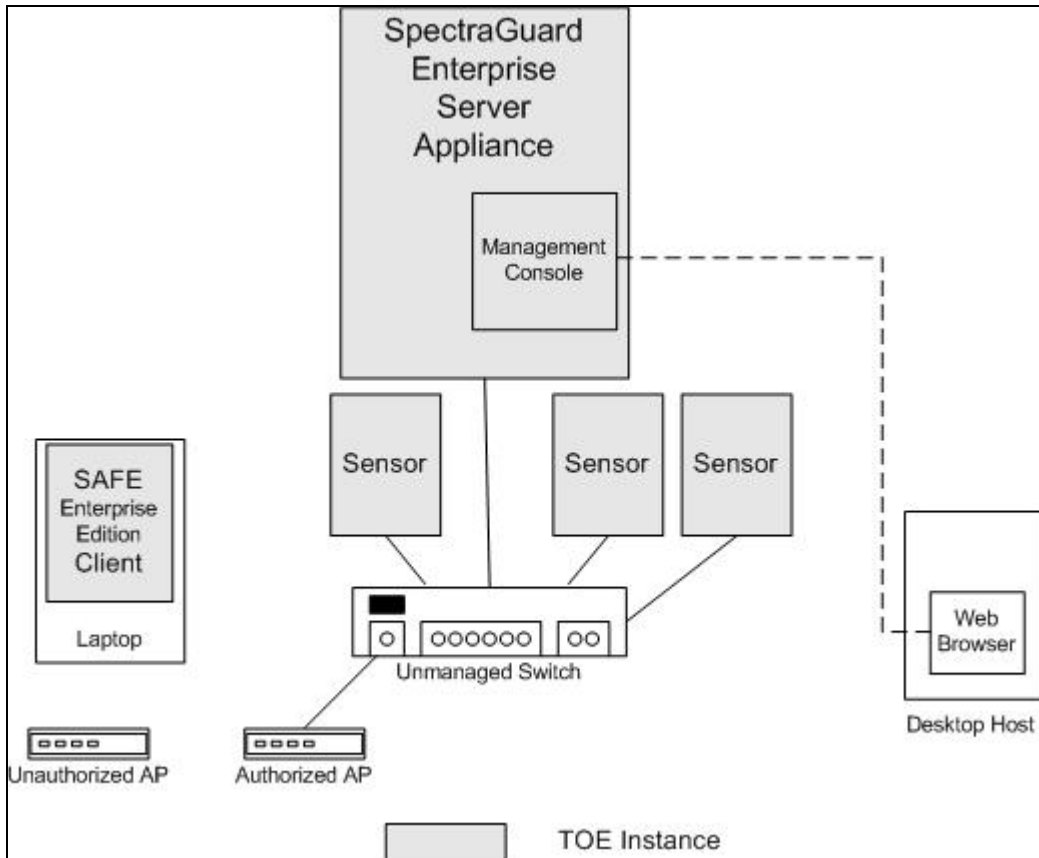 SpectraGuard
Enterprise
Server
Appliance
Management
Console
Sensor
Sensor
Sensor
SAFE
Enterprise
Edition
Client
Laptop
Web
Browser
Unmanaged Switch
Desktop Host
Unauthorized AP
Authorized AP
TOE Instance